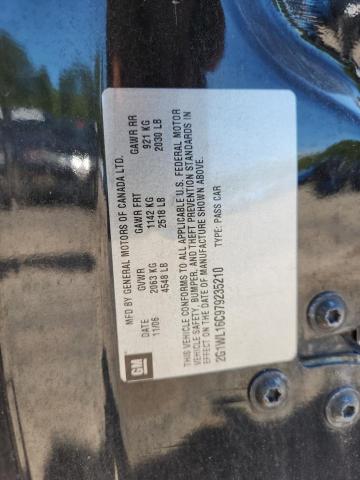 MFD BY GENERAL MOTORS OF CANADA LTD.
DATE GVWR GAWR FRT GAWR RR
11/06 2063 KG 1142 KG 921 KG
4548 LB 2518 LB 2030 LB
THIS VEHICLE CONFORMS TO ALL APPLICABLE U.S. FEDERAL MOTOR
VEHICLE SAFETY, BUMPER, AND THEFT PREVENTION STANDARDS IN
EFFECT ON THE DATE OF MANUFACTURE SHOWN ABOVE.
2G1WL16C979235210 TYPE: PASS CAR
GM